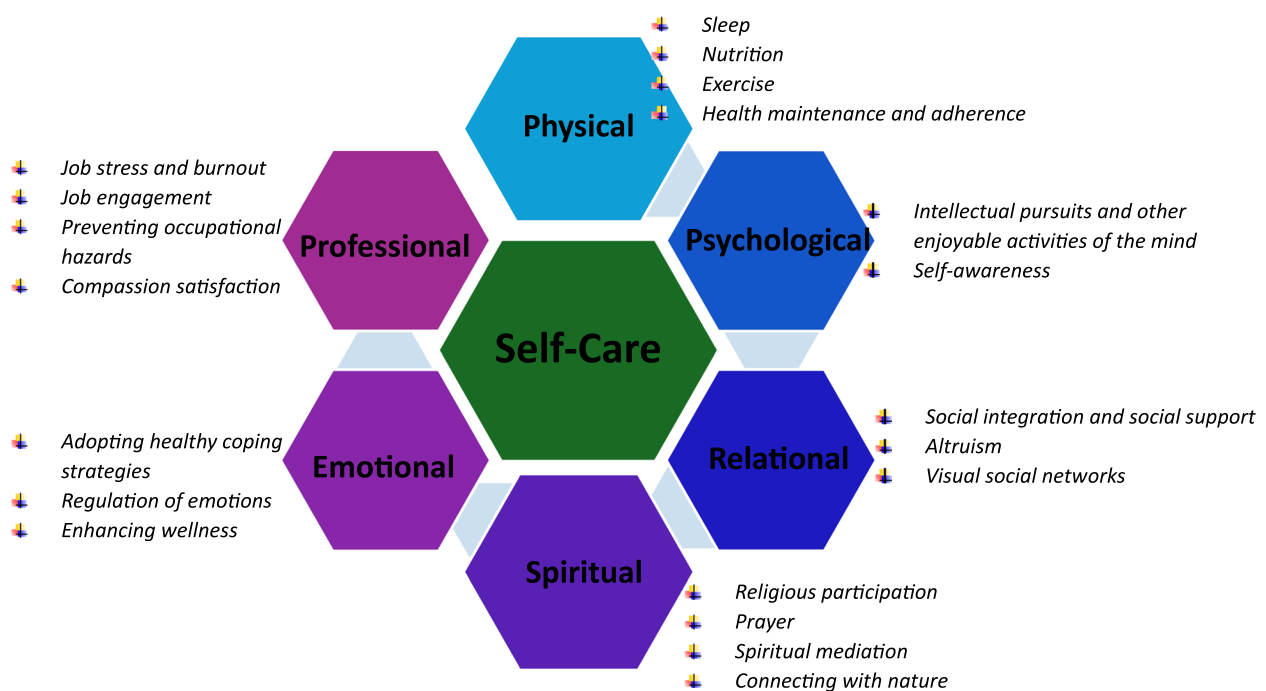 Sleep
Nutrition
Exercise
Health maintenance and adherence
Physical
Job stress and burnout
Job engagement
Preventing occupational
hazards
Compassion satisfaction
Professional
Psychological
Intellectual pursuits and other
enjoyable activities of the mind
Self-awareness
Self-Care
Adopting healthy coping
strategies
Regulation of emotions
Enhancing wellness
Emotional
Relational
Social integration and social support
Altruism
Visual social networks
Spiritual
Religious participation
Prayer
Spiritual mediation
Connecting with nature